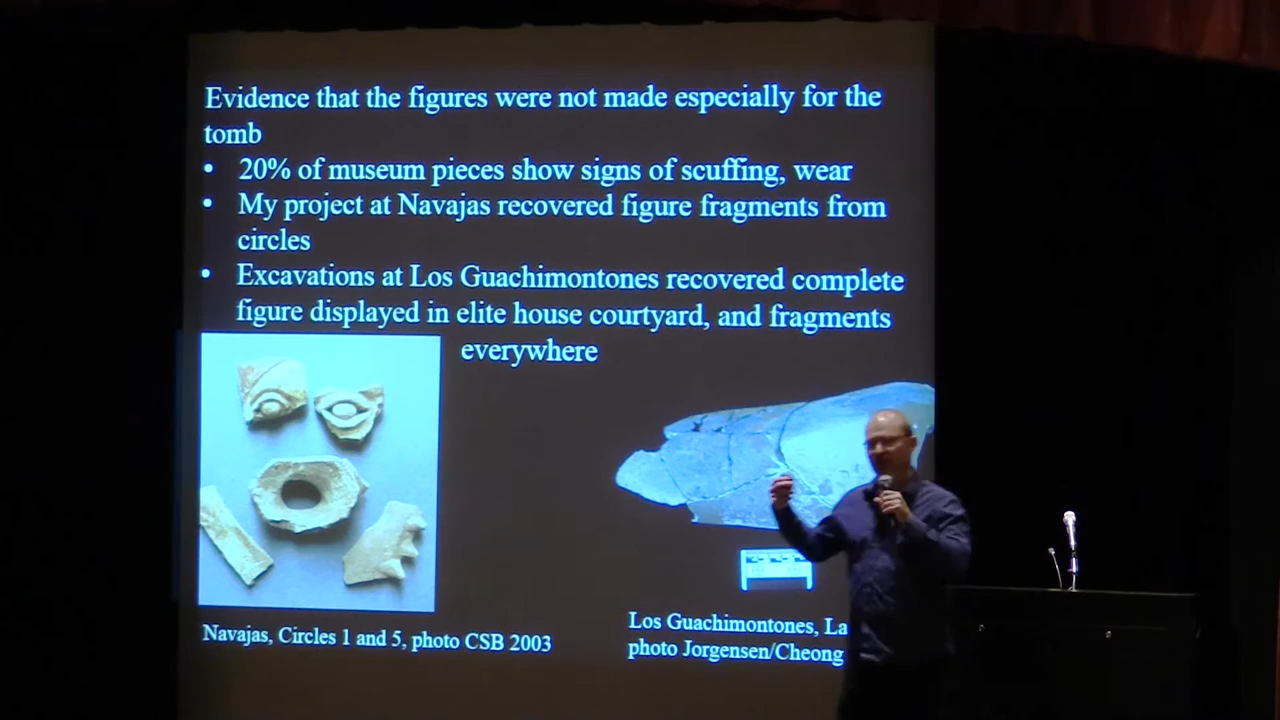 Evidence that the figures were not made especially for the
tomb
• 20% of museum pieces show signs of scuffing, wear
• My project at Navajas recovered figure fragments from
circles
• Excavations at Los Guachimontones recovered complete
figure displayed in elite house courtyard, and fragments
everywhere
Navajas, Circles 1 and 5, photo CSB 2003
Los Guachimontones, La
photo Jorgensen/Cheong